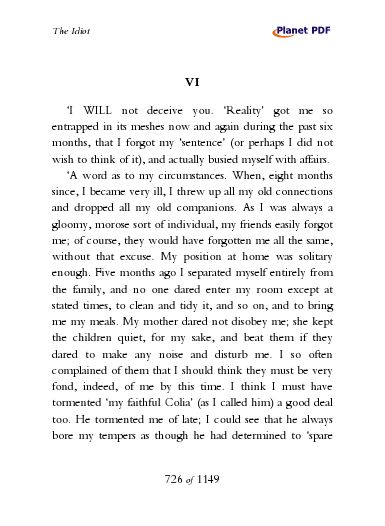 The Idiot
Planet PDF
VI
‘I WILL not deceive you. ‘Reality’ got me so
entrapped in its meshes now and again during the past six
months, that I forgot my ‘sentence’ (or perhaps I did not
wish to think of it), and actually busied myself with affairs.
‘A word as to my circumstances. When, eight months
since, I became very ill, I threw up all my old connections
and dropped all my old companions. As I was always a
gloomy, morose sort of individual, my friends easily forgot
me; of course, they would have forgotten me all the same,
without that excuse. My position at home was solitary
enough. Five months ago I separated myself entirely from
the family, and no one dared enter my room except at
stated times, to clean and tidy it, and so on, and to bring
me my meals. My mother dared not disobey me; she kept
the children quiet, for my sake, and beat them if they
dared to make any noise and disturb me. I so often
complained of them that I should think they must be very
fond, indeed, of me by this time. I think I must have
tormented ‘my faithful Colia’ (as I called him) a good deal
too. He tormented me of late; I could see that he always
bore my tempers as though he had determined to ‘spare
726 of 1149